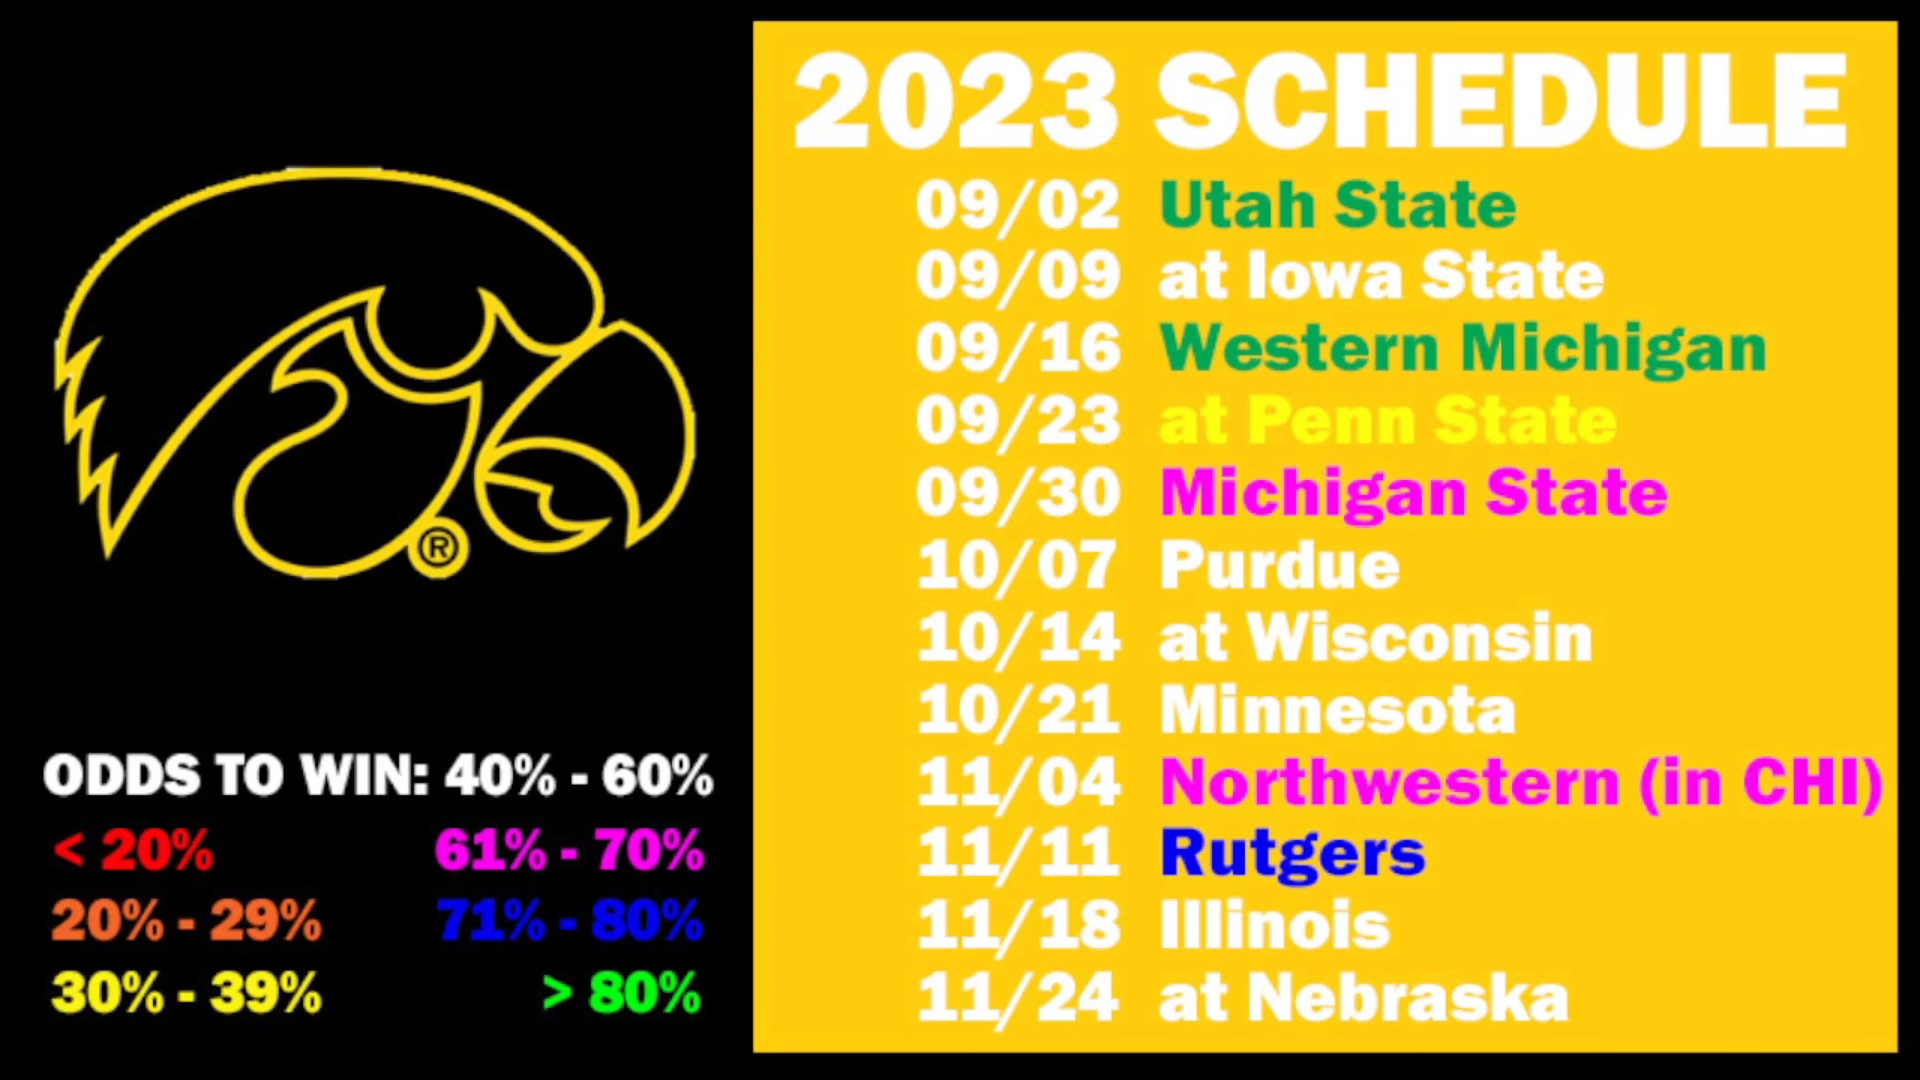 ®
ODDS TO WIN: 40% - 60%
< 20% 61% - 70%
20% - 29% 71% - 80%
30% - 39% > 80%
2023 SCHEDULE
09/02 Utah State
09/09 at Iowa State
09/16 Western Michigan
09/23 at Penn State
09/30 Michigan State
10/07 Purdue
10/14 at Wisconsin
10/21 Minnesota
11/04 Northwestern (in CHI)
11/11 Rutgers
11/18 Illinois
11/24 at Nebraska